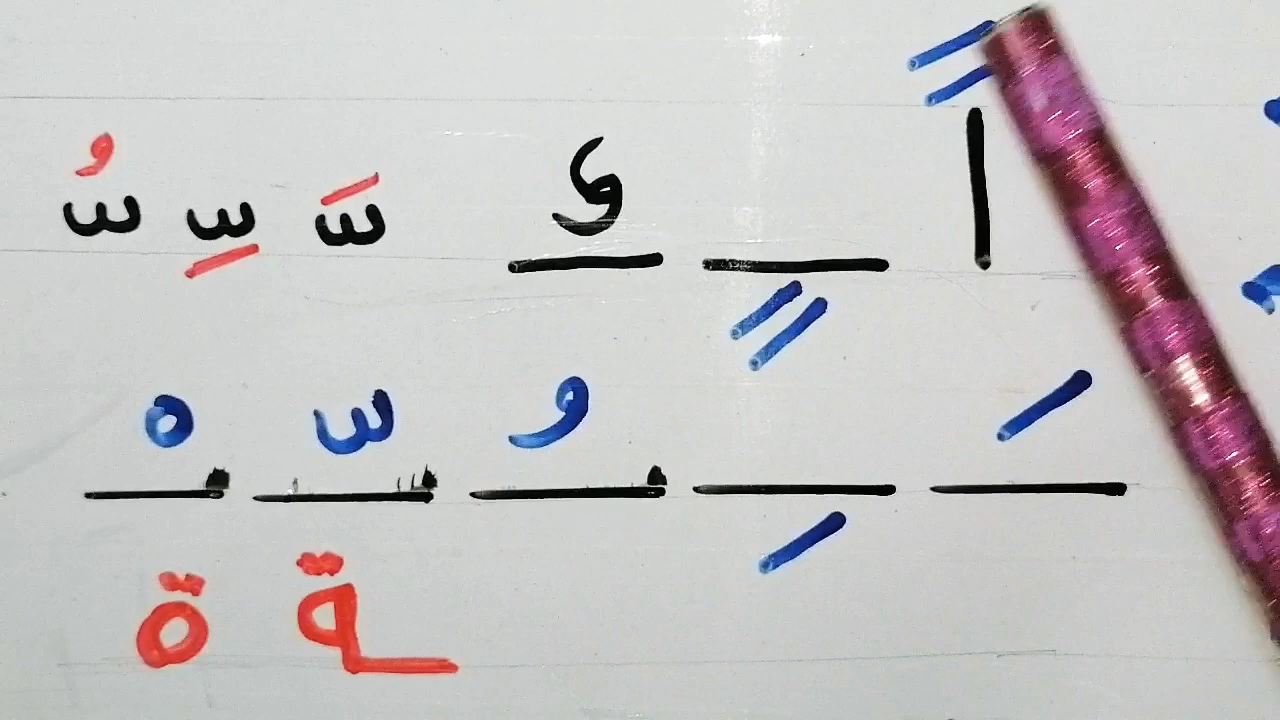 اً ـٍ ـٌ ـَّ ـِّ ـُّ
ـَ ـِ ـُ ـّ ـْ
ـة ة